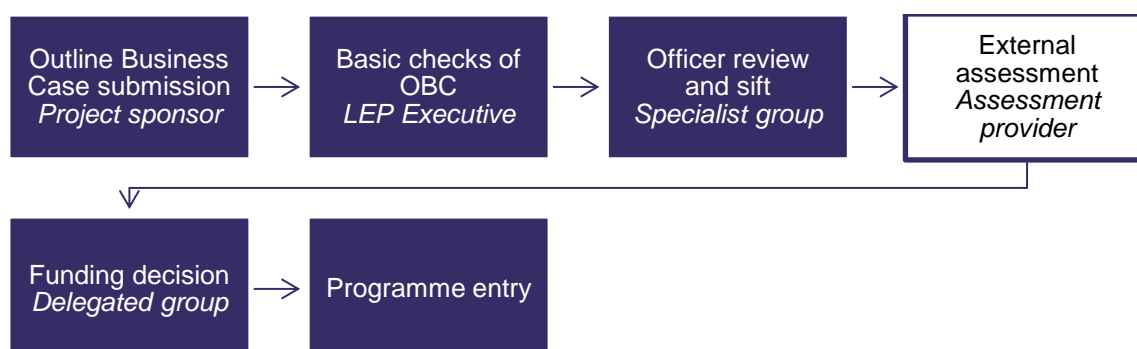 Outline Business
Case submission
Project sponsor
Basic checks of
OBC
LEP Executive
Officer review
and sift
Specialist group
External
assessment
Assessment
provider
Funding decision
Delegated group
Programme entry